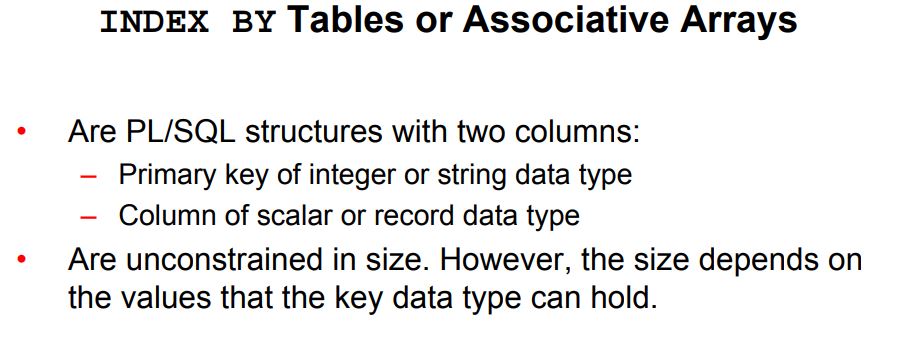 INDEX BY Tables or Associative Arrays
• Are PL/SQL structures with two columns:
– Primary key of integer or string data type
– Column of scalar or record data type
• Are unconstrained in size. However, the size depends on
the values that the key data type can hold.